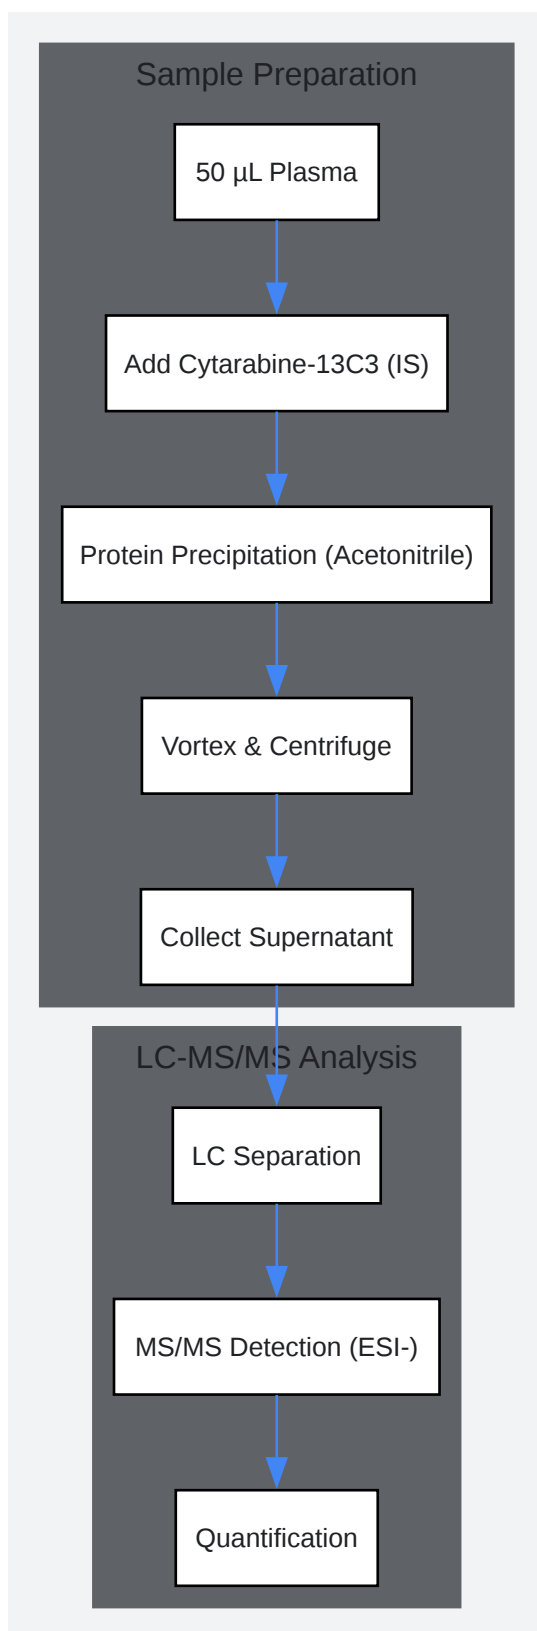 Sample Preparation
50 µL Plasma
Add Cytarabine-13C3 (IS)
Protein Precipitation (Acetonitrile)
Vortex & Centrifuge
Collect Supernatant
LC-MS/MS Analysis
LC Separation
MS/MS Detection (ESI-)
Quantification